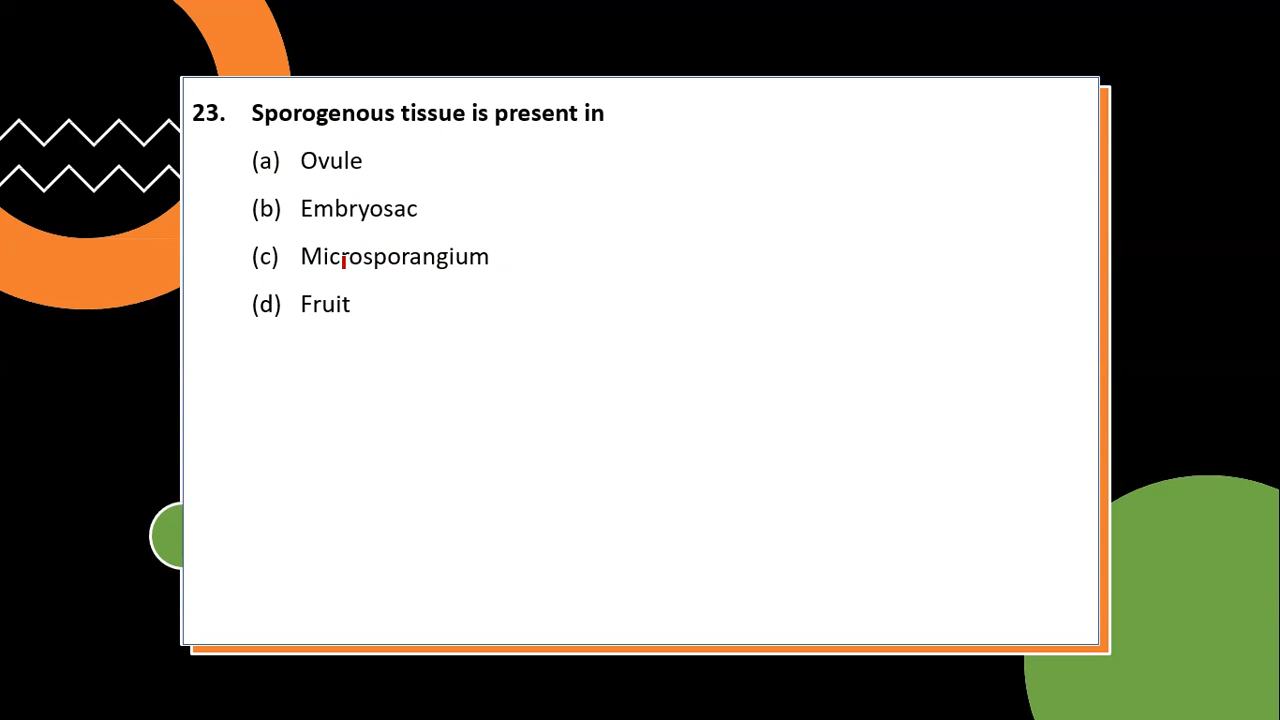 23. Sporogenous tissue is present in
(a) Ovule
(b) Embryosac
(c) Microsporangium
(d) Fruit